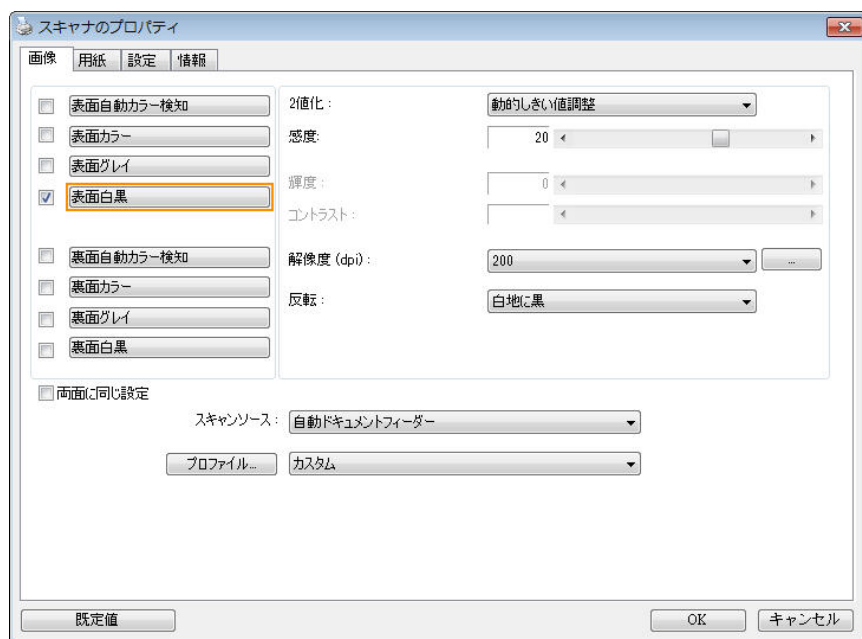 スキャナのプロパティ
画像 用紙 設定 情報
表面自動カラー検知
表面カラー
表面グレイ
表面白黒
裏面自動カラー検知
裏面カラー
裏面グレイ
裏面白黒
2値化: 動的しきい値調整
感度: 20
輝度: 0
コントラスト:
解像度 (dpi): 200 ...
反転: 白地に黒
両面に同じ設定
スキャンソース: 自動ドキュメントフィーダー
プロファイル... カスタム
既定値 OK キャンセル